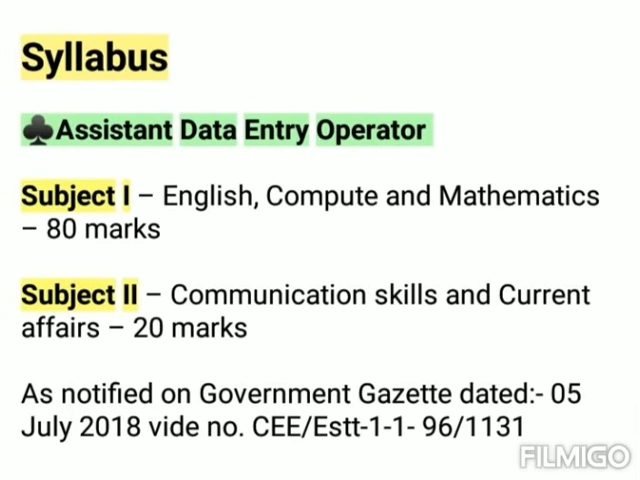 Syllabus
♣Assistant Data Entry Operator
Subject I – English, Compute and Mathematics
– 80 marks
Subject II – Communication skills and Current
affairs – 20 marks
As notified on Government Gazette dated:- 05
July 2018 vide no. CEE/Estt-1-1- 96/1131
FILMIGO